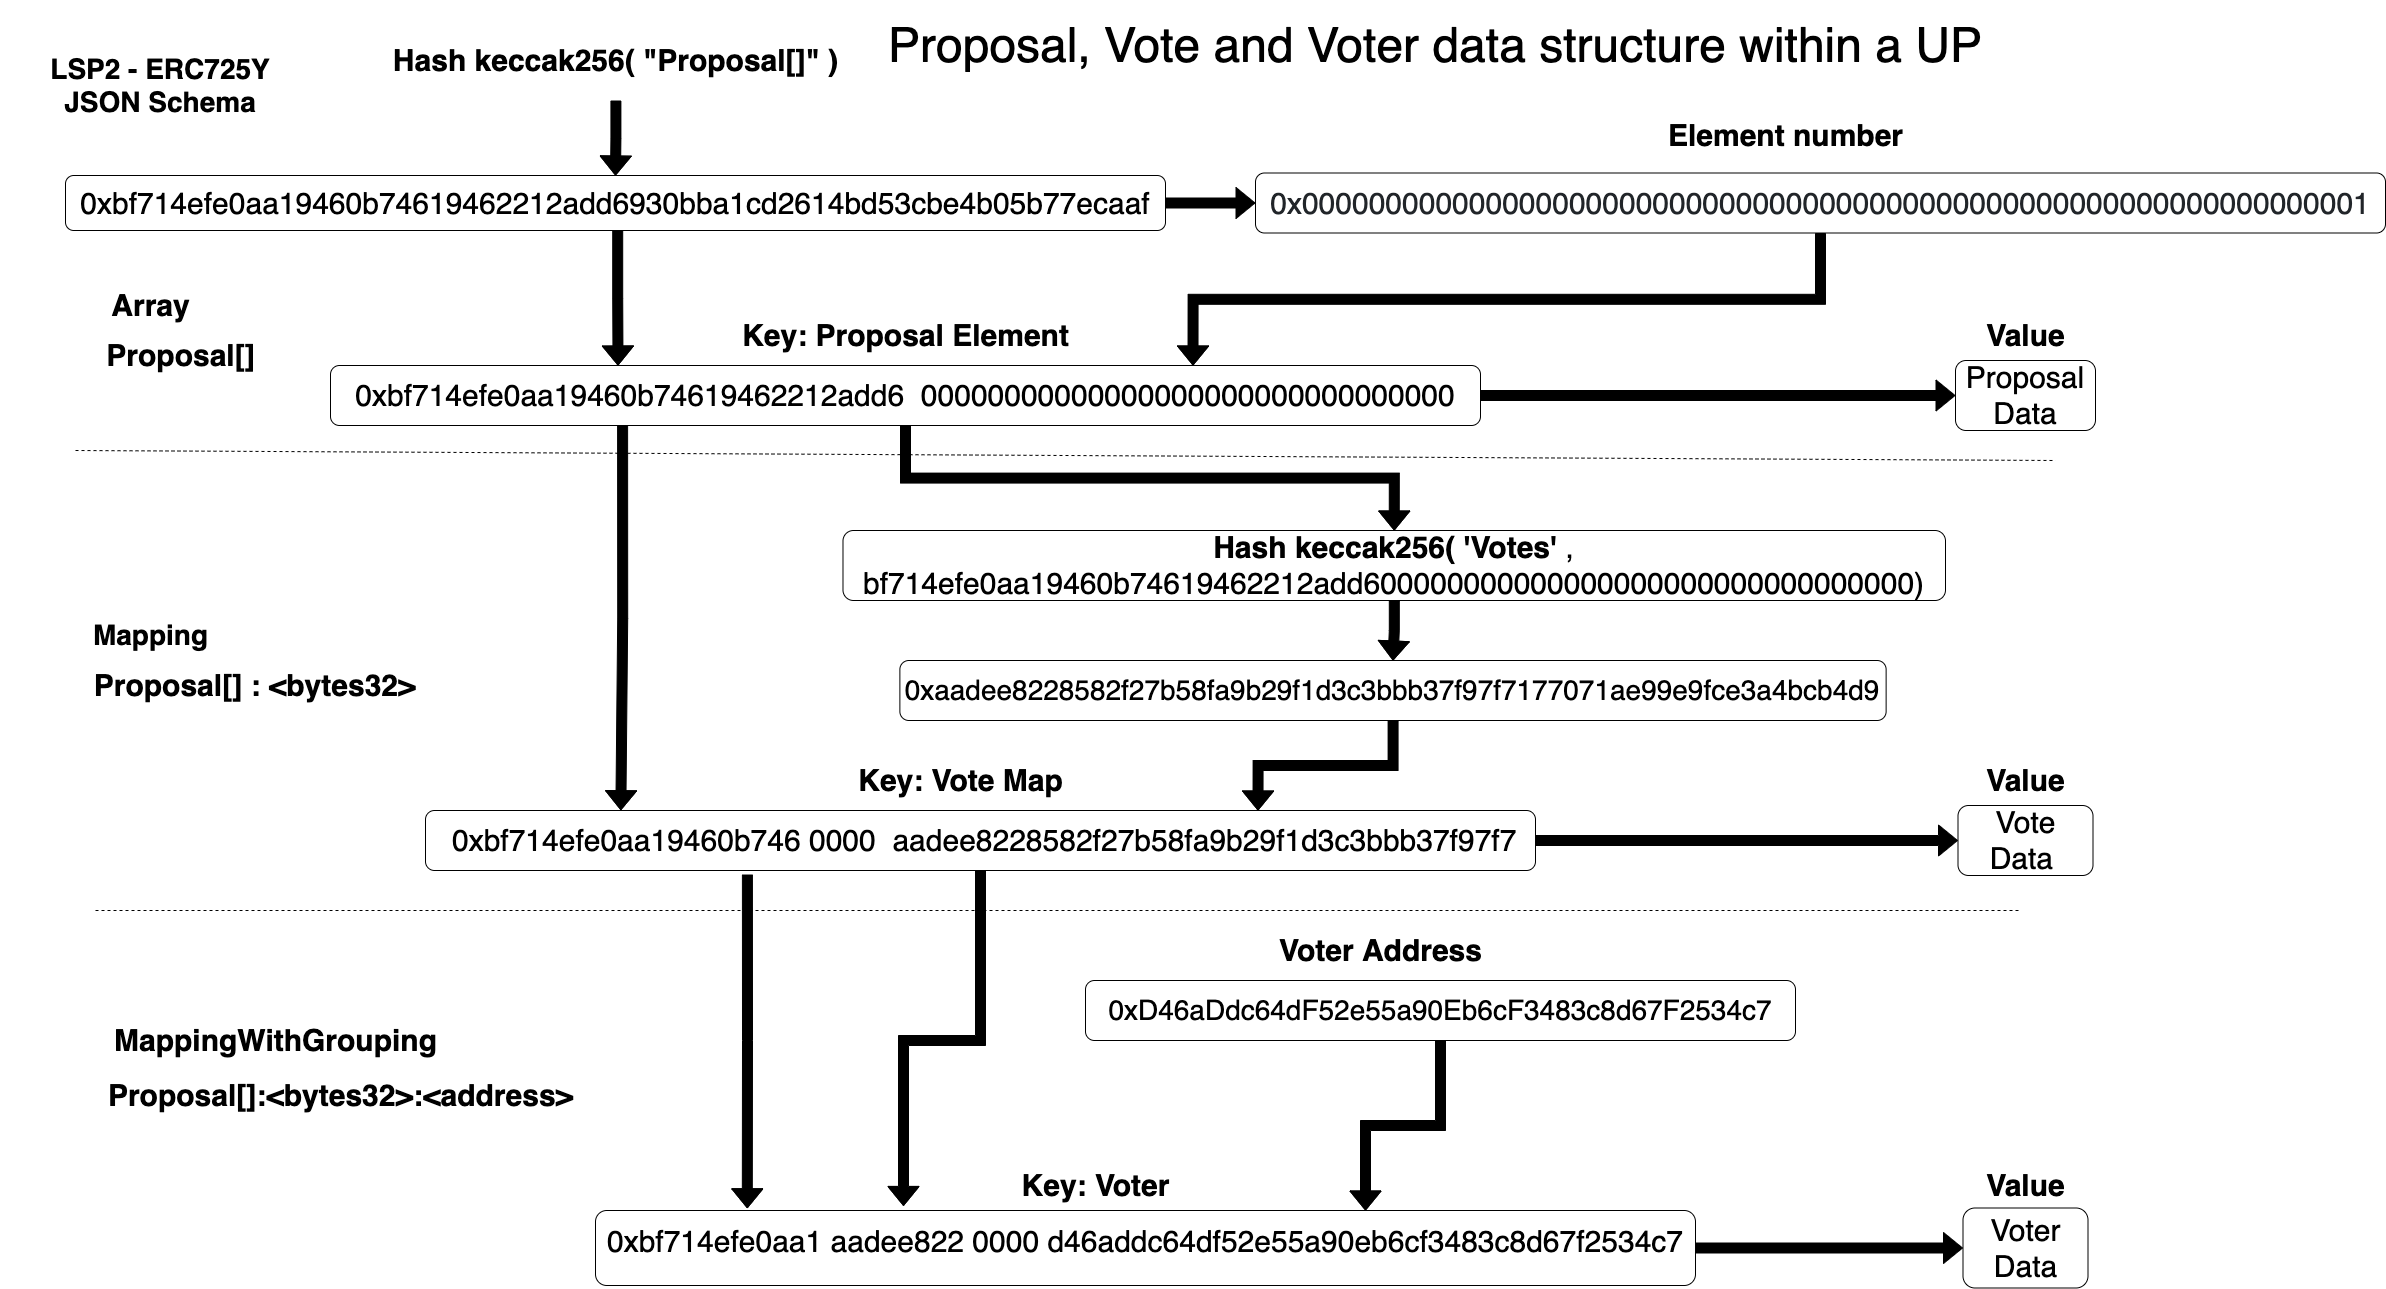 Proposal, Vote and Voter data structure within a UP
LSP2 - ERC725Y
JSON Schema
Hash keccak256( "Proposal[]" )
Element number
0xbf714efe0aa19460b74619462212add6930bba1cd2614bd53cbe4b05b77ecaaf
0x0000000000000000000000000000000000000000000000000000000000000001
Array
Proposal[]
Key: Proposal Element
Value
0xbf714efe0aa19460b74619462212add6 00000000000000000000000000000000
Proposal
Data
Hash keccak256( 'Votes' ,
bf714efe0aa19460b74619462212add600000000000000000000000000000000)
Mapping
Proposal[] : <bytes32>
0xaadee8228582f27b58fa9b29f1d3c3bbb37f97f7177071ae99e9fce3a4bcb4d9
Key: Vote Map
Value
0xbf714efe0aa19460b746 0000 aadee8228582f27b58fa9b29f1d3c3bbb37f97f7
Vote
Data
Voter Address
0xD46aDdc64dF52e55a90Eb6cF3483c8d67F2534c7
MappingWithGrouping
Proposal[]:<bytes32>:<address>
Key: Voter
Value
0xbf714efe0aa1 aadee822 0000 d46addc64df52e55a90eb6cf3483c8d67f2534c7
Voter
Data